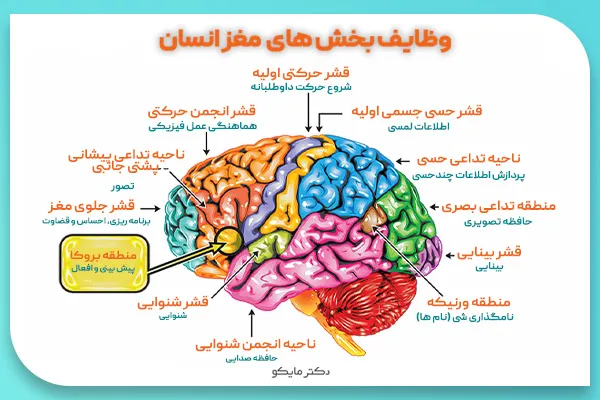 وظایف بخش های مغز انسان
قشر حرکتی اولیه
شروع حرکت داوطلبانه
قشر حسی جسمی اولیه
اطلاعات لمسی
قشر انجمن حرکتی
هماهنگی عمل فیزیکی
ناحیه تداعی حسی
پردازش اطلاعات چندحسی
ناحیه تداعی پیشانی
پشتی جانبی
تصور
منطقه تداعی بصری
حافظه تصویری
قشر جلوی مغز
برنامه ریزی، احساس و قضاوت
قشر بینایی
بینایی
منطقه بروکا
پیش بینی و افعال
منطقه ورنیکه
نامگذاری شی (نام ها)
قشر شنوایی
شنوایی
ناحیه انجمن شنوایی
حافظه صدایی
دکتر مایکو